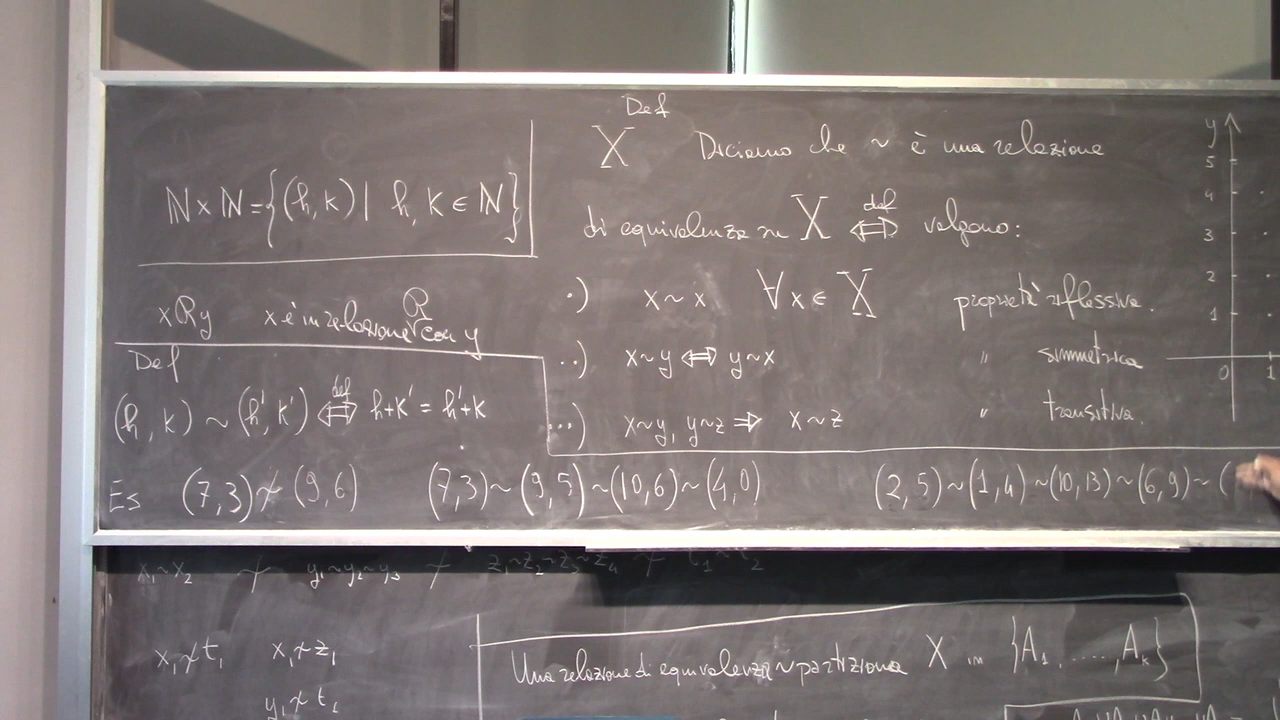 ℕ×ℕ={(h,k)| h,k∈ℕ}
xRy x è in relazione R con y
Def
(h,k)~(h',k') ⇔def h+k'=h'+k
Def
X Diciamo che ~ è una relazione
di equivalenza su X ⇔def valgono:
.) x~x ∀x∈X proprietà riflessiva.
..) x~y ⇔ y~x " simmetrica
...) x~y, y~z ⇒ x~z " transitiva.
Es (7,3)≁(9,6) (7,3)~(9,5)~(10,6)~(4,0) (2,5)~(1,4)~(10,13)~(6,9)~(
y
5
4
3
2
1
0 1
x₁~x₂ ≁ y₁~y₂~y₃ ≁ z₁~z₂~z₃~z₄ ≁
x₁≁t₁ x₁≁z₁
y₁≁t₁
Una relazione di equivalenza ~ partiziona X in {A₁,.....,Aₖ}